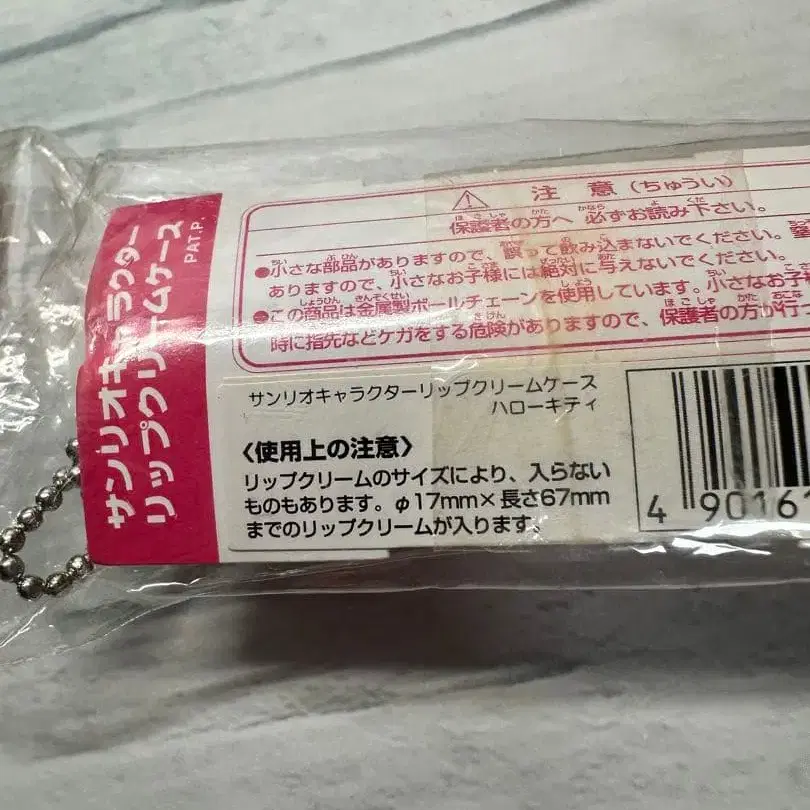 サンリオキャラクター
リップクリームケース
PAT.P.
注 意 (ちゅうい)
保護者の方へ 必ずお読み下さい。
●小さな部品がありますので、誤って飲み込まないでください。窒
ありますので、小さなお子様には絶対に与えないでください。
●この商品は金属製ボールチェーンを使用しています。小さなお子様
時に指先などケガをする危険がありますので、保護者の方が行っ
サンリオキャラクターリップクリームケース
ハローキティ
〈使用上の注意〉
リップクリームのサイズにより、入らない
ものもあります。φ17mm×長さ67mm
までのリップクリームが入ります。
4 90161